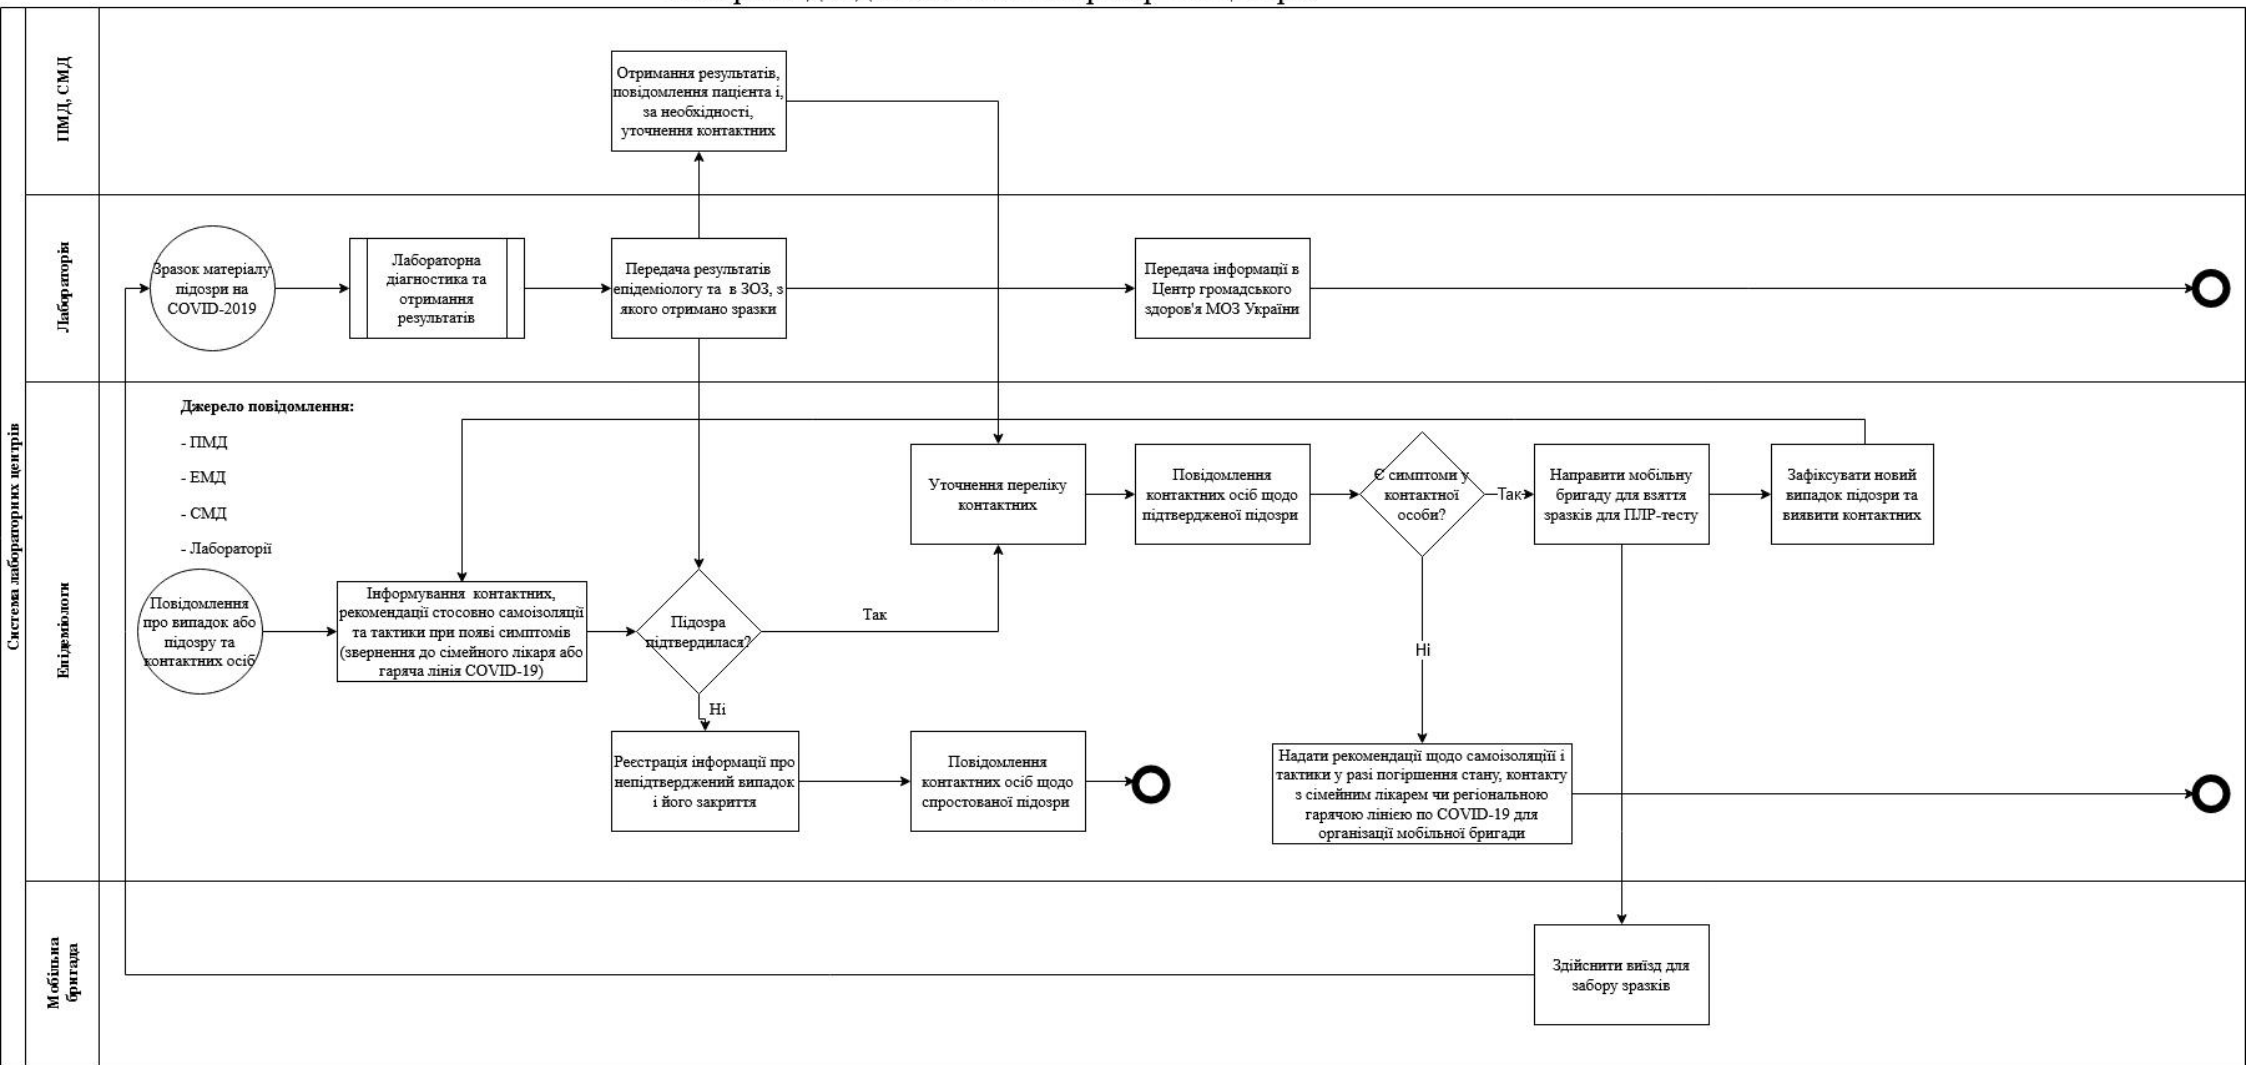 Система лабораторних центрів
ПМД, СМД
Отримання результатів,
повідомлення пацієнта і,
за необхідності,
уточнення контактних
Лабораторія
Зразок матеріалу
підозри на
COVID-2019
Лабораторна
діагностика та
отримання
результатів
Передача результатів
епідеміологу та в ЗОЗ, з
якого отримано зразки
Передача інформації в
Центр громадського
здоров'я МОЗ України
Епідеміологи
Джерело повідомлення:
- ПМД
- ЕМД
- СМД
- Лабораторії
Повідомлення
про випадок або
підозру та
контактних осіб
Інформування контактних,
рекомендації стосовно самоізоляції
та тактики при появі симптомів
(звернення до сімейного лікаря або
гаряча лінія COVID-19)
Підозра
підтвердилася?
Так
Ні
Уточнення переліку
контактних
Повідомлення
контактних осіб щодо
підтвердженої підозри
Є симптоми у
контактної
особи?
Так
Ні
Направити мобільну
бригаду для взяття
зразків для ПЛР-тесту
Зафіксувати новий
випадок підозри та
виявити контактних
Реєстрація інформації про
непідтверджений випадок
і його закриття
Повідомлення
контактних осіб щодо
спростованої підозри
Надати рекомендації щодо самоізоляціїї і
тактики у разі погіршення стану, контакту
з сімейним лікарем чи регіональною
гарячою лінією по COVID-19 для
організації мобільної бригади
Мобільна
бригада
Здійснити виїзд для
забору зразків